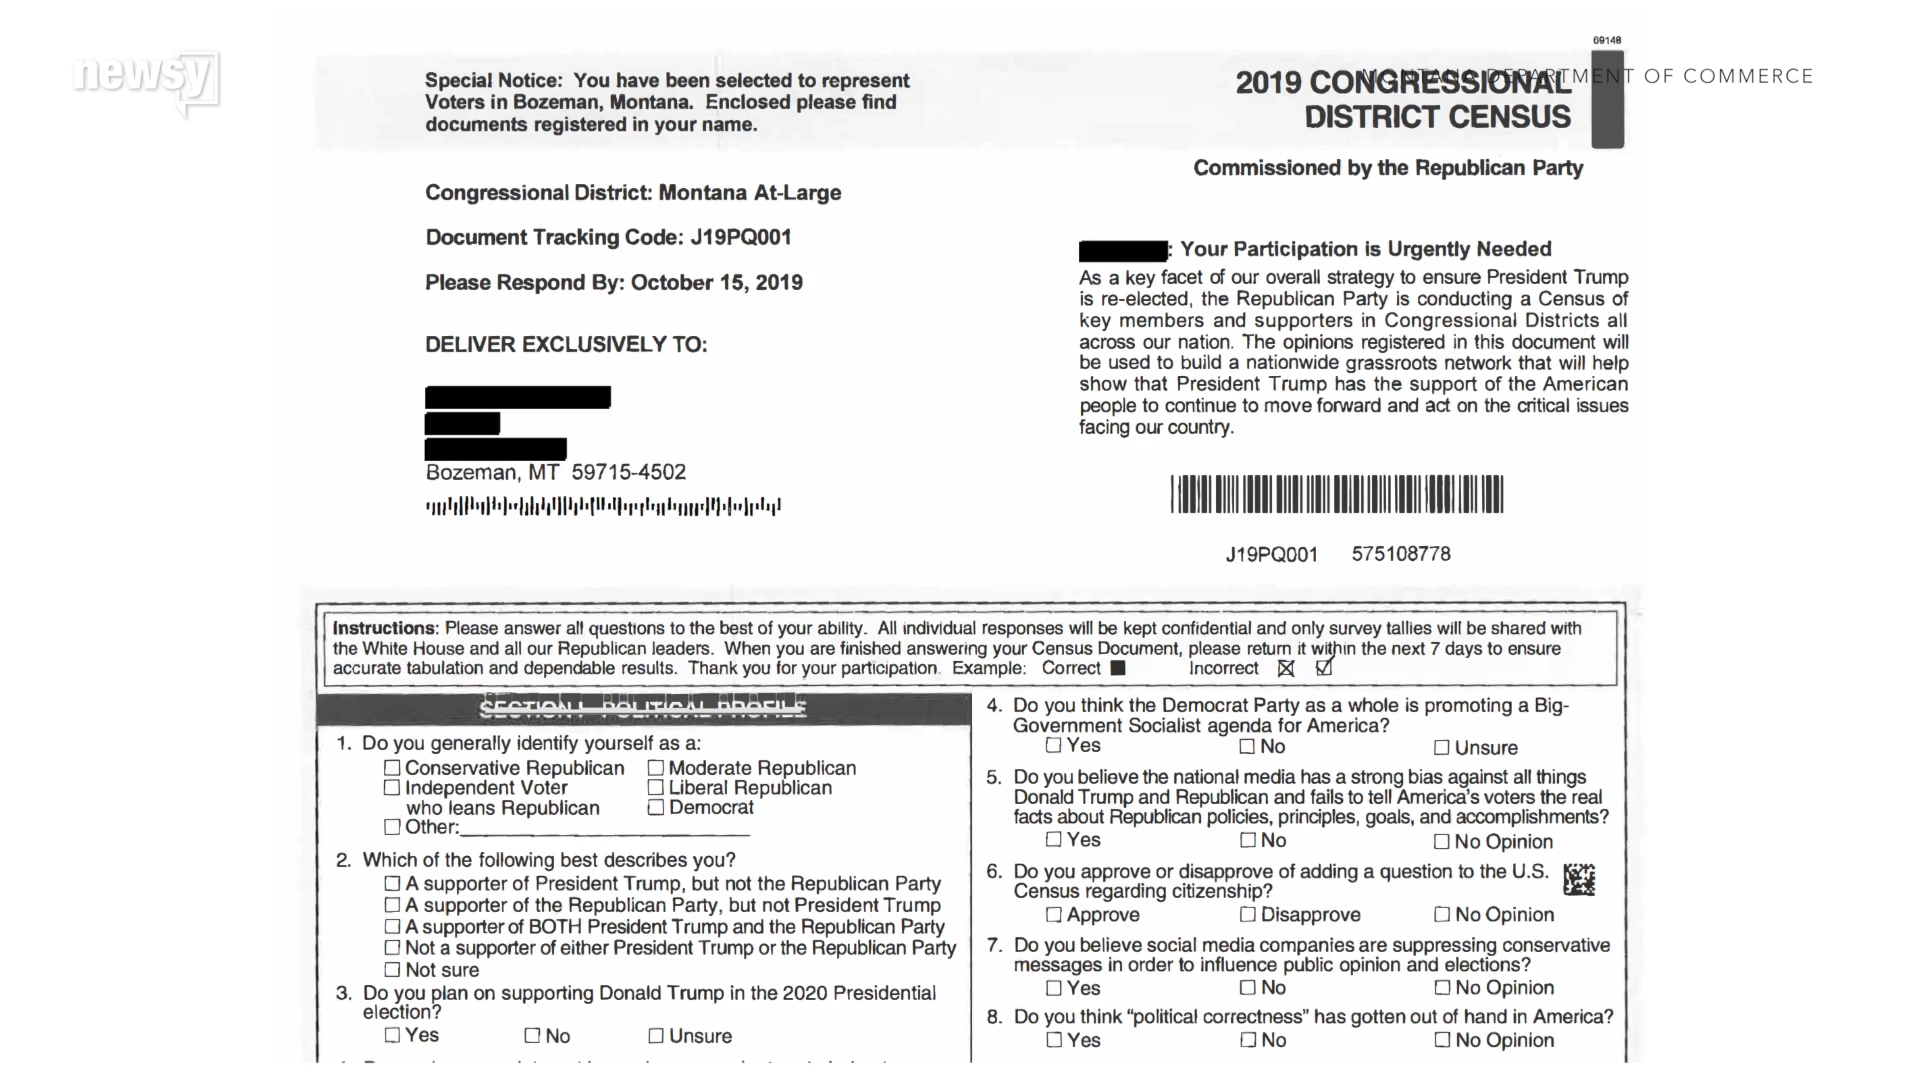 newsy
69148
MONTANA DEPARTMENT OF COMMERCE
Special Notice: You have been selected to represent
Voters in Bozeman, Montana. Enclosed please find
documents registered in your name.
2019 CONGRESSIONAL
DISTRICT CENSUS
Commissioned by the Republican Party
Congressional District: Montana At-Large
Document Tracking Code: J19PQ001
Please Respond By: October 15, 2019
DELIVER EXCLUSIVELY TO:
Bozeman, MT 59715-4502
: Your Participation is Urgently Needed
As a key facet of our overall strategy to ensure President Trump
is re-elected, the Republican Party is conducting a Census of
key members and supporters in Congressional Districts all
across our nation. The opinions registered in this document will
be used to build a nationwide grassroots network that will help
show that President Trump has the support of the American
people to continue to move forward and act on the critical issues
facing our country.
J19PQ001 575108778
Instructions: Please answer all questions to the best of your ability. All individual responses will be kept confidential and only survey tallies will be shared with
the White House and all our Republican leaders. When you are finished answering your Census Document, please return it within the next 7 days to ensure
accurate tabulation and dependable results. Thank you for your participation. Example: Correct Incorrect
SECTION I POLITICAL PROFILE
1. Do you generally identify yourself as a:
Conservative Republican Moderate Republican
Independent Voter Liberal Republican
who leans Republican Democrat
Other:
2. Which of the following best describes you?
A supporter of President Trump, but not the Republican Party
A supporter of the Republican Party, but not President Trump
A supporter of BOTH President Trump and the Republican Party
Not a supporter of either President Trump or the Republican Party
Not sure
3. Do you plan on supporting Donald Trump in the 2020 Presidential
election?
Yes No Unsure
4. Do you think the Democrat Party as a whole is promoting a Big-
Government Socialist agenda for America?
Yes No Unsure
5. Do you believe the national media has a strong bias against all things
Donald Trump and Republican and fails to tell America's voters the real
facts about Republican policies, principles, goals, and accomplishments?
Yes No No Opinion
6. Do you approve or disapprove of adding a question to the U.S.
Census regarding citizenship?
Approve Disapprove No Opinion
7. Do you believe social media companies are suppressing conservative
messages in order to influence public opinion and elections?
Yes No No Opinion
8. Do you think "political correctness" has gotten out of hand in America?
Yes No No Opinion